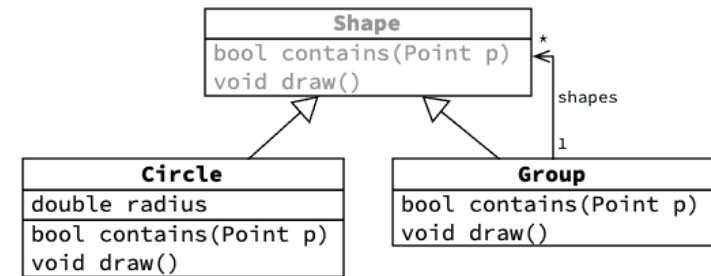 Shape
bool contains(Point p)
void draw()
*
shapes
1
Circle
double radius
bool contains(Point p)
void draw()
Group
bool contains(Point p)
void draw()